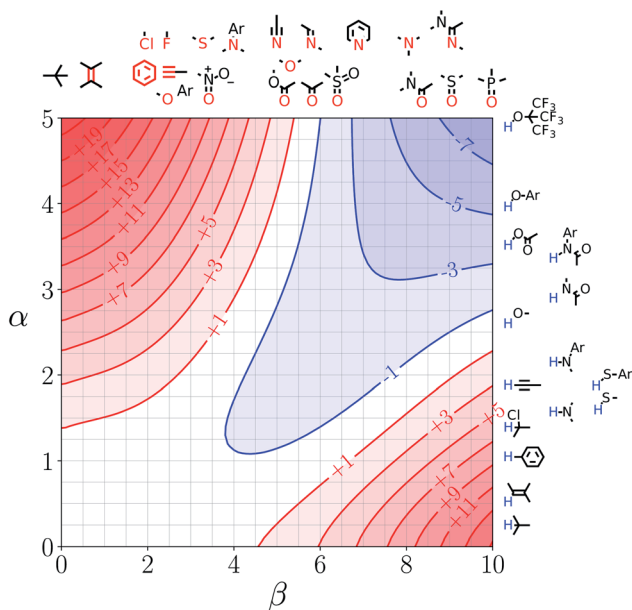 Ar N
Cl F S N N N N N N
O
N+ O− O
O S N S P
O Ar O O O O O O O
5
4
3
2
1
0
α
0 2 4 6 8 10
β
+19
+17
+15
+13
+11
+9
+7
+5
+3
+1
-7
-5
-3
-1
+1
+3
+5
+7
+9
+11
CF3
H O CF3
CF3
H O-Ar
H O O
Ar
H-N O
H O
H N O
Ar
H-N
H
H S-Ar
H S
Cl
H
H-N
H
H
H